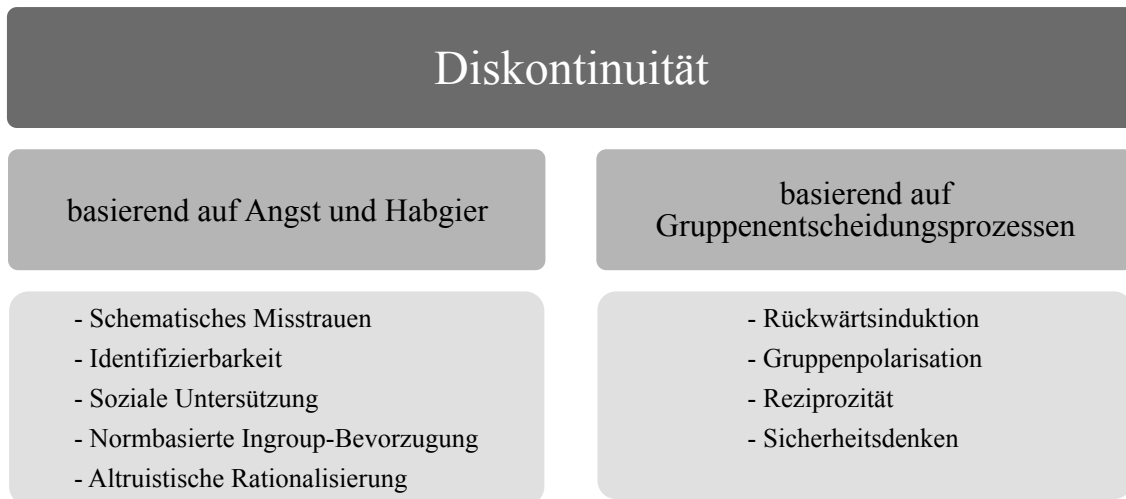 Diskontinuität
basierend auf Angst und Habgier
basierend auf
Gruppenentscheidungsprozessen
- Schematisches Misstrauen
- Identifizierbarkeit
- Soziale Untersützung
- Normbasierte Ingroup-Bevorzugung
- Altruistische Rationalisierung
- Rückwärtsinduktion
- Gruppenpolarisation
- Reziprozität
- Sicherheitsdenken